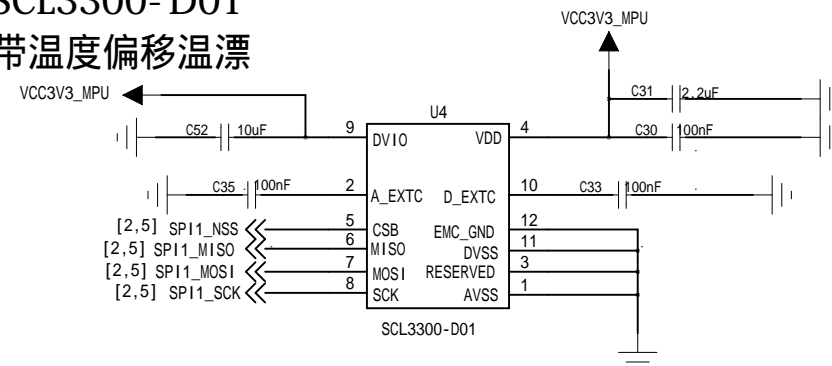 SCL3300-D01
带温度偏移温漂
VCC3V3_MPU
VCC3V3_MPU
C31 2.2uF
U4
C52 10uF 9 DVIO VDD 4 C30 100nF
C35 100nF 2 A_EXTC D_EXTC 10 C33 100nF
[2,5] SPI1_NSS 5 CSB EMC_GND 12
[2,5] SPI1_MISO 6 MISO DVSS 11
[2,5] SPI1_MOSI 7 MOSI RESERVED 3
[2,5] SPI1_SCK 8 SCK AVSS 1
SCL3300-D01